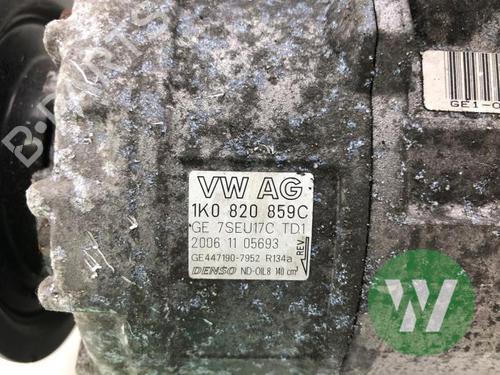 VW AG
1K0 820 859C
GE 7SEU17C TD1
2006 11 05693
REV.
GE447190-7952 R134a
DENSO ND-OIL8 140 cm³
GE1-0
B-PARTS
W